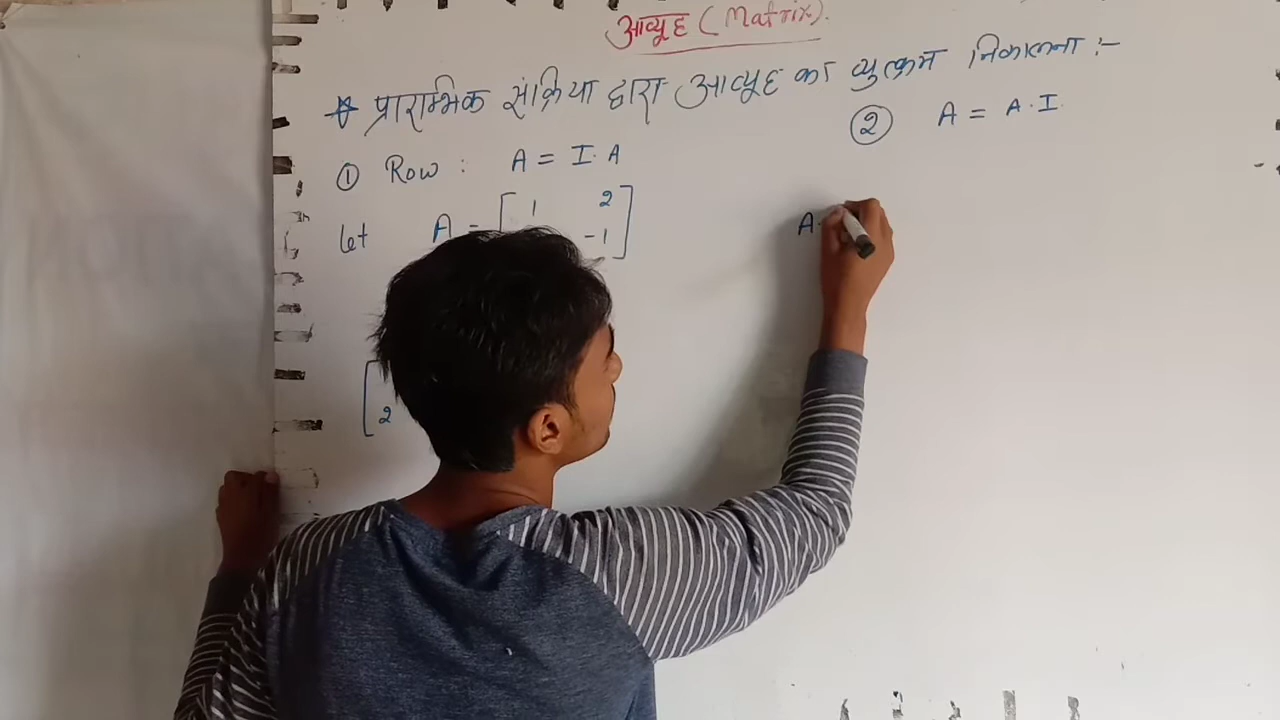 आव्यूह (Matrix).
* प्रारम्भिक संक्रिया द्वारा आव्यूह का व्युत्क्रम निकालना :-
① Row : A = I. A
② A = A. I
let A = [ 1 2
-1 ]
A.
[
2